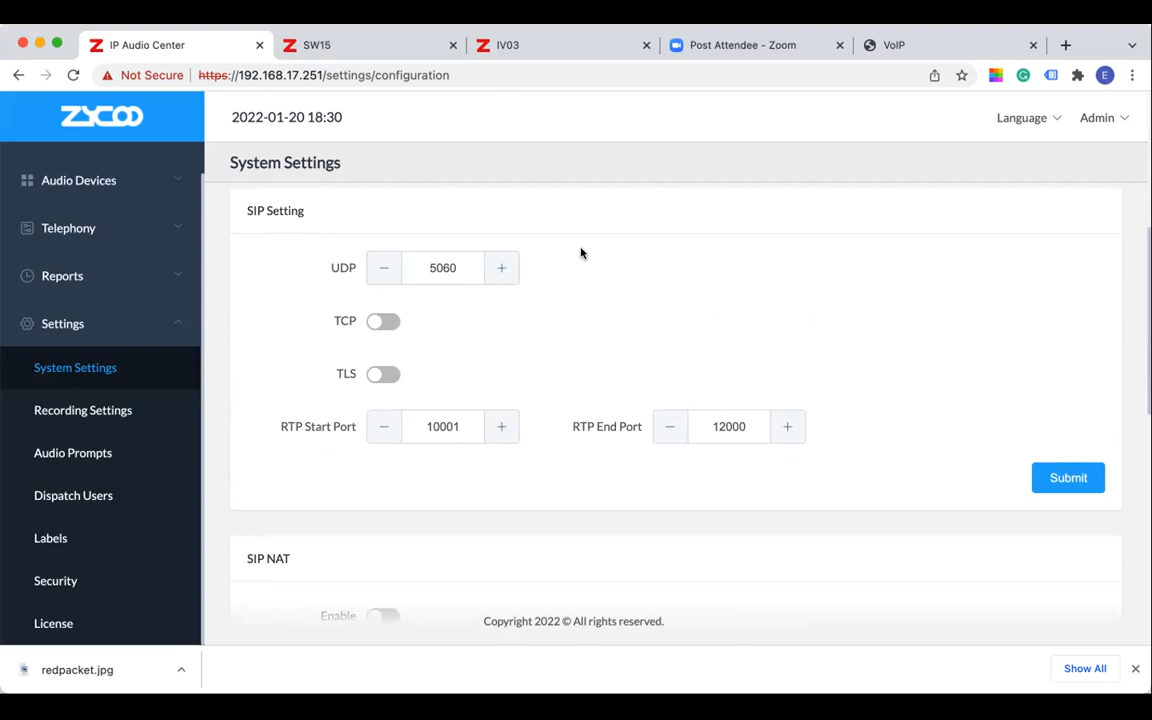 IP Audio Center
SW15
IV03
Post Attendee - Zoom
VoIP
Not Secure
https://192.168.17.251/settings/configuration
E
ZYCOO
2022-01-20 18:30
Language
Admin
System Settings
Audio Devices
Telephony
Reports
Settings
System Settings
Recording Settings
Audio Prompts
Dispatch Users
Labels
Security
License
SIP Setting
UDP
− 5060 +
TCP
TLS
RTP Start Port
− 10001 +
RTP End Port
− 12000 +
Submit
SIP NAT
Enable
Copyright 2022 © All rights reserved.
redpacket.jpg
Show All